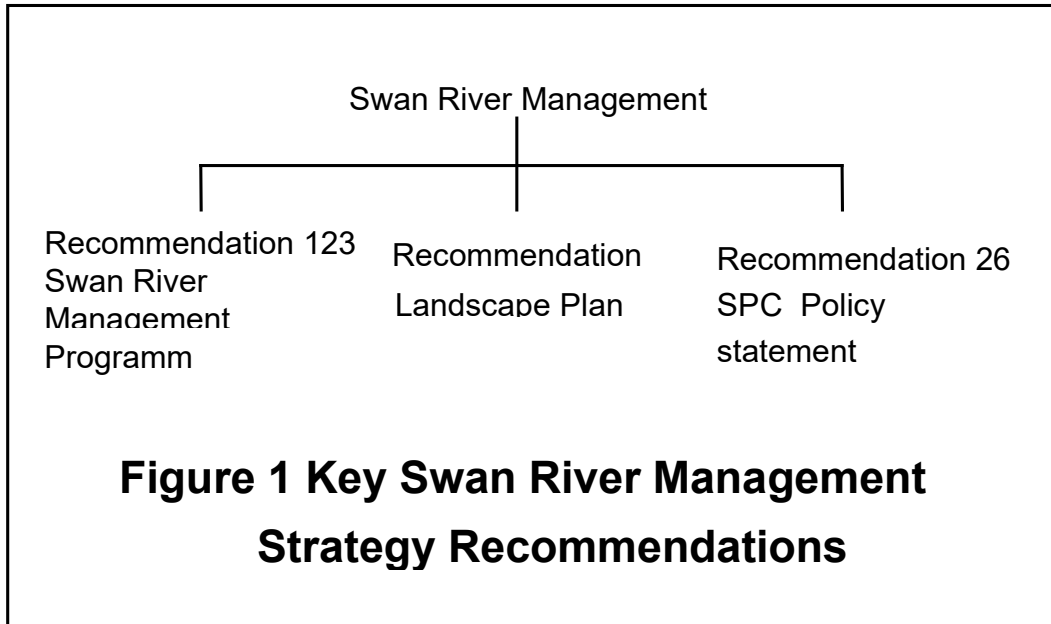 Swan River Management
Recommendation 123
Swan River
Management
Programm
Recommendation
Landscape Plan
Recommendation 26
SPC Policy
statement
Figure 1 Key Swan River Management
Strategy Recommendations